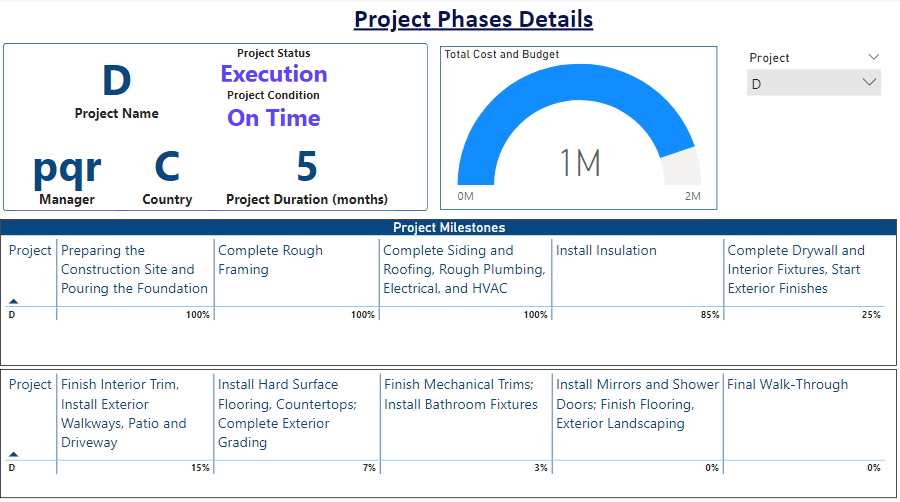 Project Phases Details
D
Project Name
Project Status
Execution
Project Condition
On Time
pqr
Manager
C
Country
5
Project Duration (months)
Total Cost and Budget
1M
0M
2M
Project
D
Project Milestones
Project
Preparing the
Construction Site and
Pouring the Foundation
Complete Rough
Framing
Complete Siding and
Roofing, Rough Plumbing,
Electrical, and HVAC
Install Insulation
Complete Drywall and
Interior Fixtures, Start
Exterior Finishes
D
100%
100%
100%
85%
25%
Project
Finish Interior Trim,
Install Exterior
Walkways, Patio and
Driveway
Install Hard Surface
Flooring, Countertops;
Complete Exterior
Grading
Finish Mechanical Trims;
Install Bathroom Fixtures
Install Mirrors and Shower
Doors; Finish Flooring,
Exterior Landscaping
Final Walk-Through
D
15%
7%
3%
0%
0%